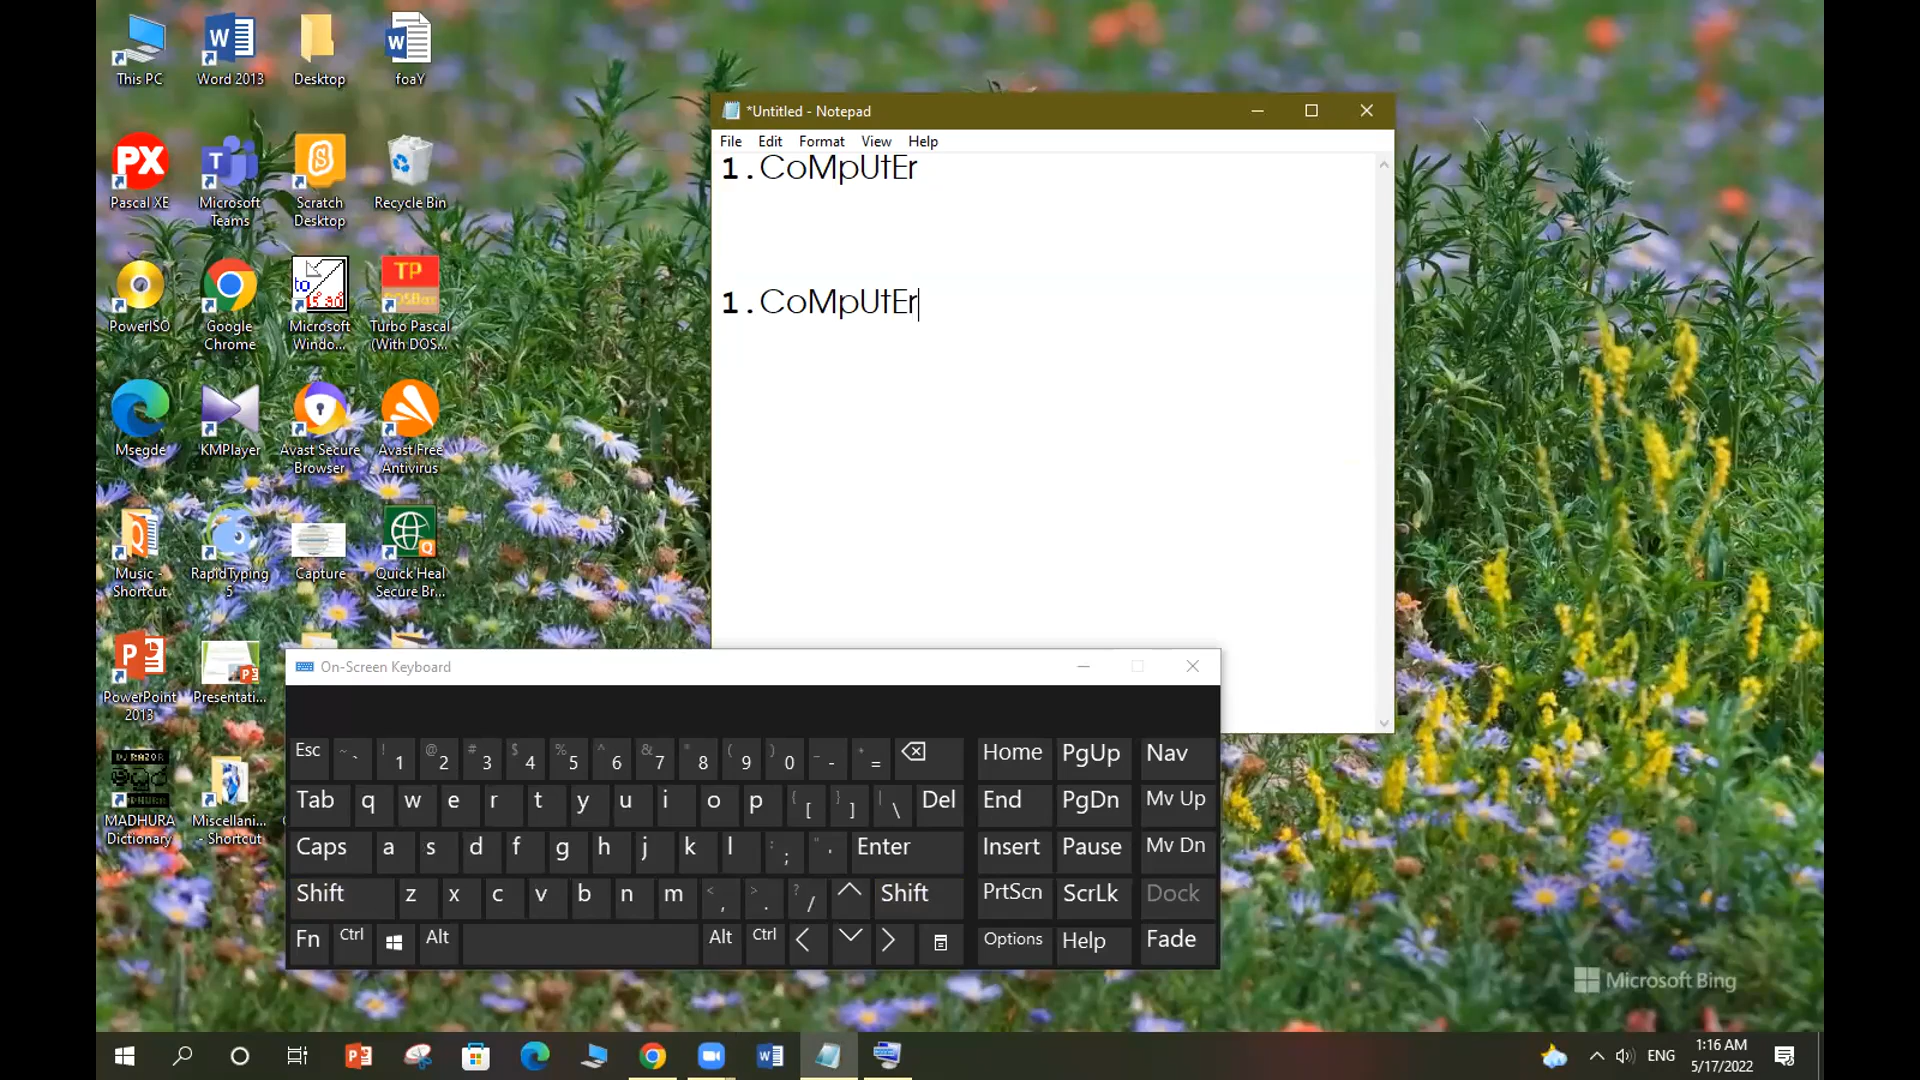 This PC
Word 2013
Desktop
foaY
PX
Pascal XE
Microsoft
Teams
Scratch
Desktop
Recycle Bin
PowerISO
Google
Chrome
Microsoft
Windo...
TP
DOSBox
Turbo Pascal
(With DOS...
Msegde
KMPlayer
Avast Secure
Browser
Avast Free
Antivirus
Music -
Shortcut
RapidTyping
5
Capture
Quick Heal
Secure Br...
PowerPoint
2013
Presentati...
MADHURA
Dictionary
Miscellani...
- Shortcut
*Untitled - Notepad
File Edit Format View Help
1.CoMpUtEr
1.CoMpUtEr
On-Screen Keyboard
Esc ~ ` ! 1 @ 2 # 3 $ 4 % 5 ^ 6 & 7 * 8 ( 9 ) 0 _ - + = Home PgUp Nav
Tab q w e r t y u i o p { [ } ] | \ Del End PgDn Mv Up
Caps a s d f g h j k l : ; " ' Enter Insert Pause Mv Dn
Shift z x c v b n m < , > . ? / Shift PrtScn ScrLk Dock
Fn Ctrl Alt Alt Ctrl Options Help Fade
Microsoft Bing
ENG
1:16 AM
5/17/2022